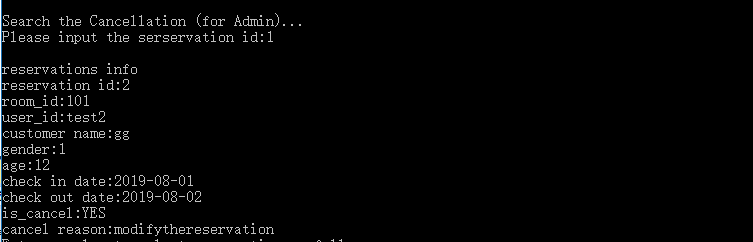 Search the Cancellation (for Admin)...
Please input the serservation id:1
reservations info
reservation id:2
room_id:101
user_id:test2
customer name:gg
gender:1
age:12
check in date:2019-08-01
check out date:2019-08-02
is_cancel:YES
cancel reason:modifythereservation